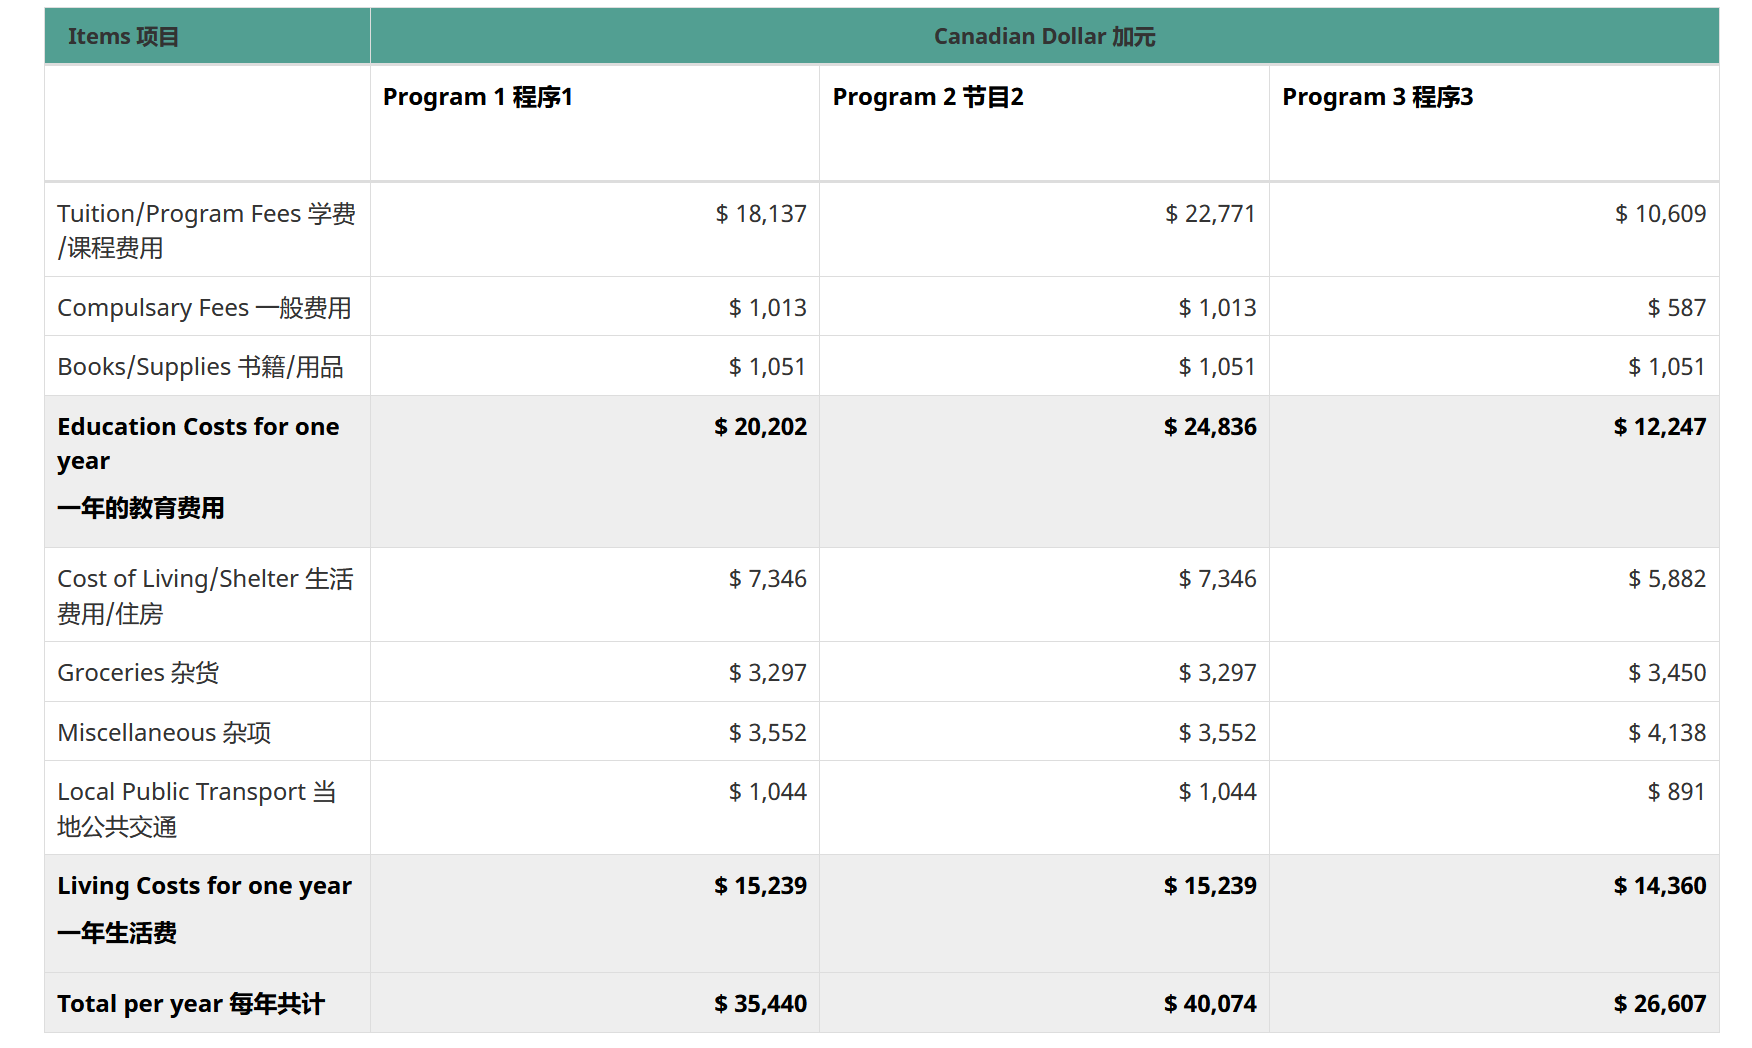 Items 项目 Canadian Dollar 加元
Program 1 程序1 Program 2 节目2 Program 3 程序3
Tuition/Program Fees 学费 $ 18,137 $ 22,771 $ 10,609
/课程费用
Compulsary Fees 一般费用 $ 1,013 $ 1,013 $ 587
Books/Supplies 书籍/用品 $ 1,051 $ 1,051 $ 1,051
Education Costs for one $ 20,202 $ 24,836 $ 12,247
year
一年的教育费用
Cost of Living/Shelter 生活 $ 7,346 $ 7,346 $ 5,882
费用/住房
Groceries 杂货 $ 3,297 $ 3,297 $ 3,450
Miscellaneous 杂项 $ 3,552 $ 3,552 $ 4,138
Local Public Transport 当 $ 1,044 $ 1,044 $ 891
地公共交通
Living Costs for one year $ 15,239 $ 15,239 $ 14,360
一年生活费
Total per year 每年共计 $ 35,440 $ 40,074 $ 26,607